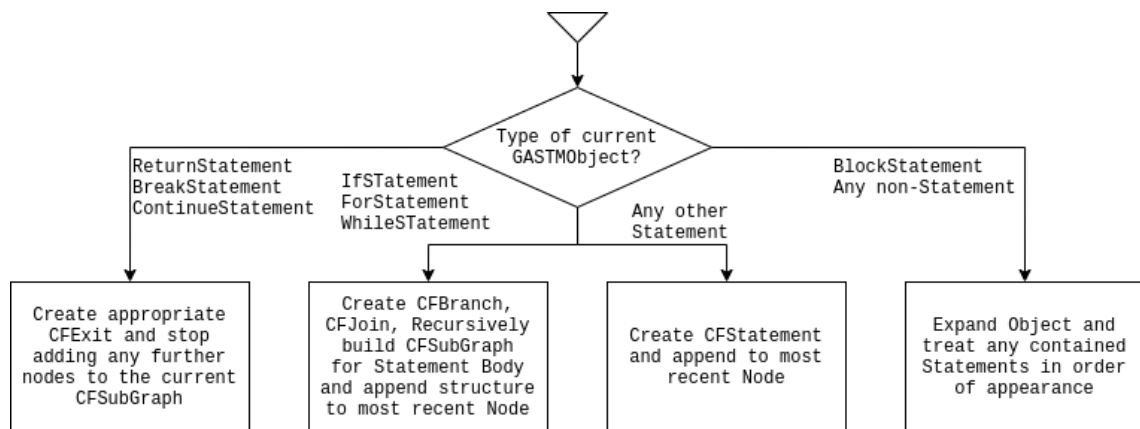 Type of current
GASTMObject?
ReturnStatement
BreakStatement
ContinueStatement
IfSTatement
ForStatement
WhileSTatement
Any other
Statement
BlockStatement
Any non-Statement
Create appropriate
CFExit and stop
adding any further
nodes to the current
CFSubGraph
Create CFBranch,
CFJoin, Recursively
build CFSubGraph
for Statement Body
and append structure
to most recent Node
Create CFStatement
and append to most
recent Node
Expand Object and
treat any contained
Statements in order
of appearance